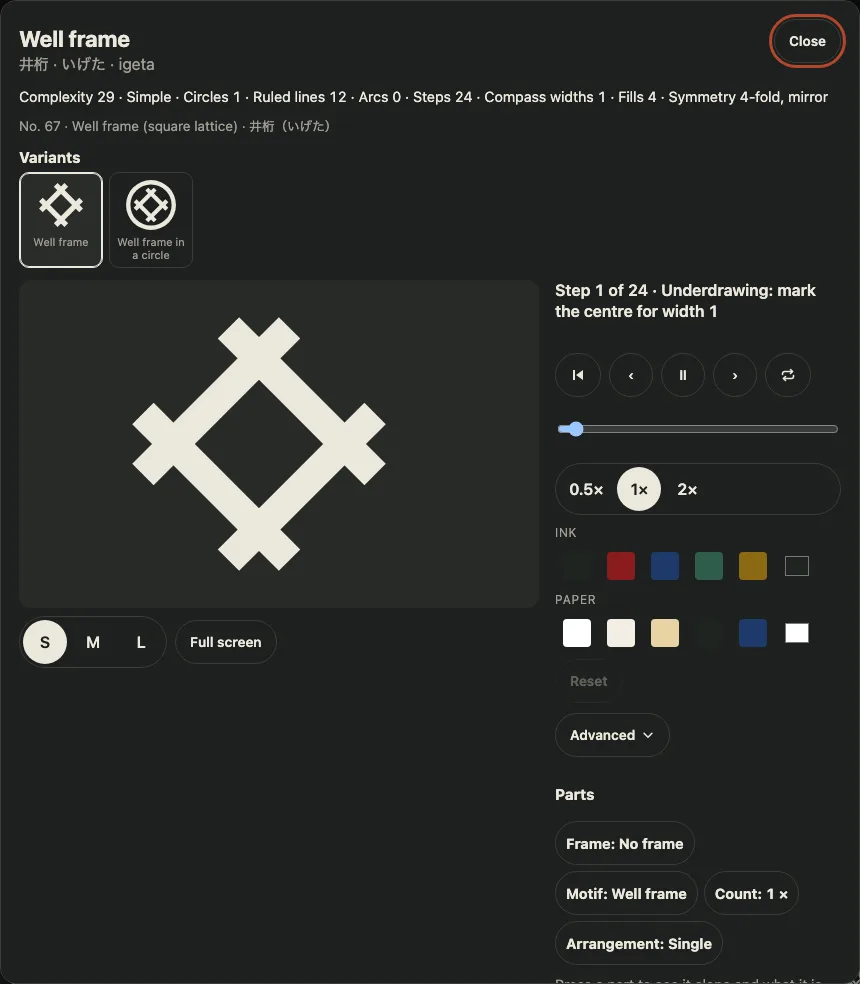 Well frame
Close
井桁 · いげた · igeta
Complexity 29 · Simple · Circles 1 · Ruled lines 12 · Arcs 0 · Steps 24 · Compass widths 1 · Fills 4 · Symmetry 4-fold, mirror
No. 67 · Well frame (square lattice) · 井桁（いげた）
Variants
Well frame
Well frame in
a circle
Step 1 of 24 · Underdrawing: mark
the centre for width 1
0.5×
1×
2×
INK
PAPER
S
M
L
Full screen
Reset
Advanced
Parts
Frame: No frame
Motif: Well frame
Count: 1 ×
Arrangement: Single